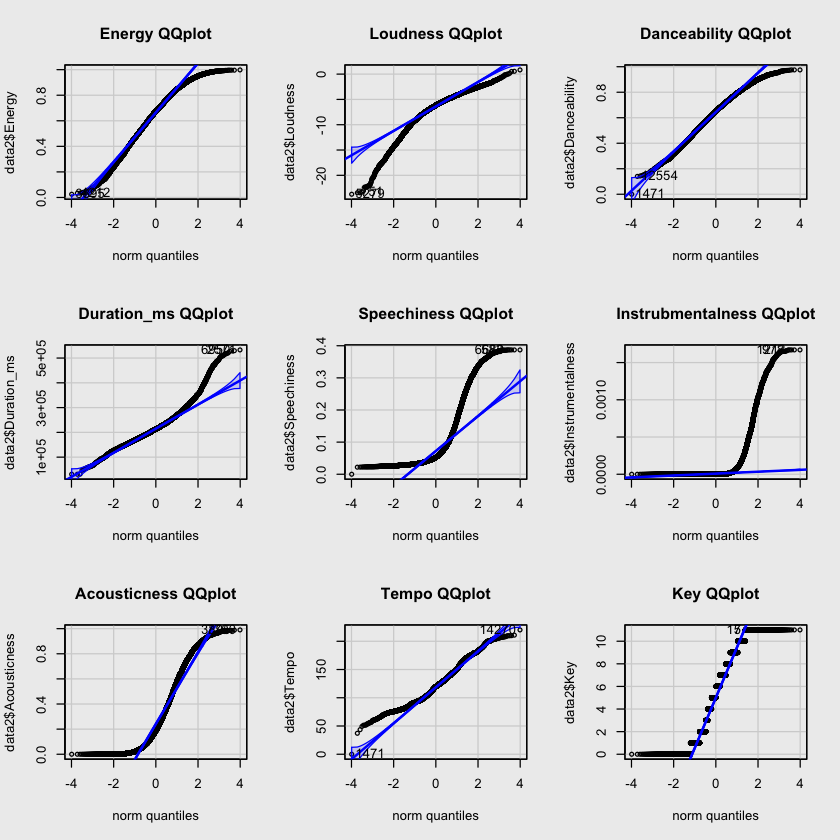 Energy QQplot
data2$Energy
0.0 0.4 0.8
-4 -2 0 2 4
norm quantiles
Loudness QQplot
data2$Loudness
-20 -10 0
-4 -2 0 2 4
norm quantiles
Danceability QQplot
data2$Danceability
0.0 0.4 0.8
2554
1471
-4 -2 0 2 4
norm quantiles
Duration_ms QQplot
data2$Duration_ms
1e+05 3e+05 5e+05
-4 -2 0 2 4
norm quantiles
Speechiness QQplot
data2$Speechiness
0.0 0.1 0.2 0.3 0.4
-4 -2 0 2 4
norm quantiles
Instrubmentalness QQplot
data2$Instrumentalness
0.0000 0.0010
-4 -2 0 2 4
norm quantiles
Acousticness QQplot
data2$Acousticness
0.0 0.4 0.8
-4 -2 0 2 4
norm quantiles
Tempo QQplot
data2$Tempo
0 50 150
1471
-4 -2 0 2 4
norm quantiles
Key QQplot
data2$Key
0 2 4 6 8 10
-4 -2 0 2 4
norm quantiles